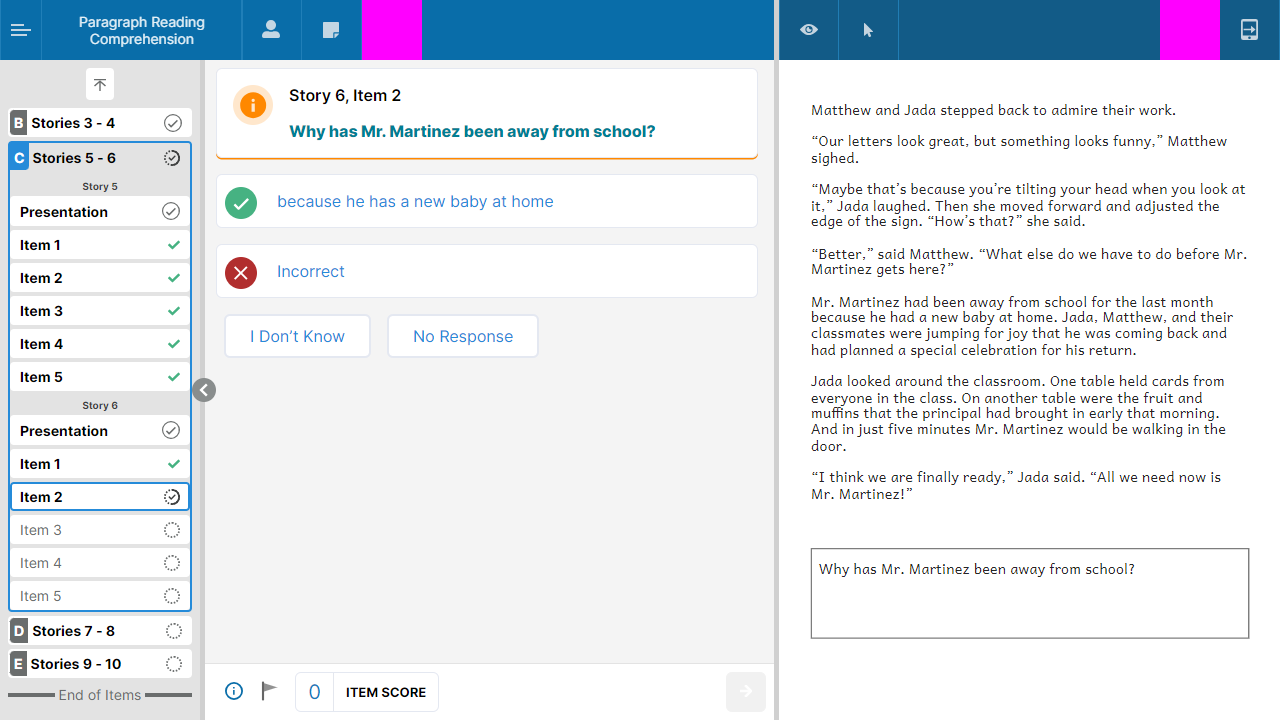 Paragraph Reading
Comprehension
B Stories 3 - 4
C Stories 5 - 6
Story 5
Presentation
Item 1
Item 2
Item 3
Item 4
Item 5
Story 6
Presentation
Item 1
Item 2
Item 3
Item 4
Item 5
D Stories 7 - 8
E Stories 9 - 10
End of Items
Story 6, Item 2
Why has Mr. Martinez been away from school?
because he has a new baby at home
Incorrect
I Don’t Know
No Response
0 ITEM SCORE
Matthew and Jada stepped back to admire their work.
“Our letters look great, but something looks funny,” Matthew
sighed.
“Maybe that’s because you’re tilting your head when you look at
it,” Jada laughed. Then she moved forward and adjusted the
edge of the sign. “How’s that?” she said.
“Better,” said Matthew. “What else do we have to do before Mr.
Martinez gets here?”
Mr. Martinez had been away from school for the last month
because he had a new baby at home. Jada, Matthew, and their
classmates were jumping for joy that he was coming back and
had planned a special celebration for his return.
Jada looked around the classroom. One table held cards from
everyone in the class. On another table were the fruit and
muffins that the principal had brought in early that morning.
And in just five minutes Mr. Martinez would be walking in the
door.
“I think we are finally ready,” Jada said. “All we need now is
Mr. Martinez!”
Why has Mr. Martinez been away from school?